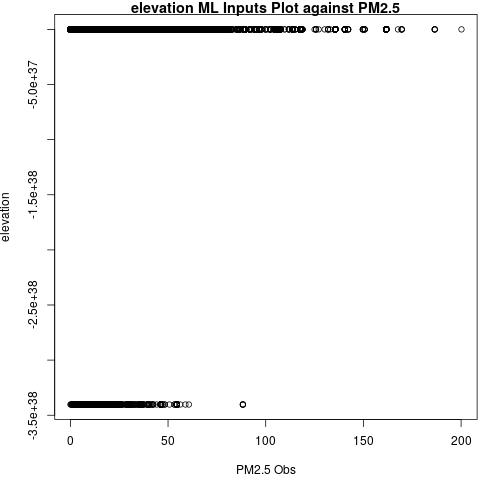 elevation ML Inputs Plot against PM2.5
-5.0e+37
-1.5e+38
-2.5e+38
-3.5e+38
elevation
0 50 100 150 200
PM2.5 Obs